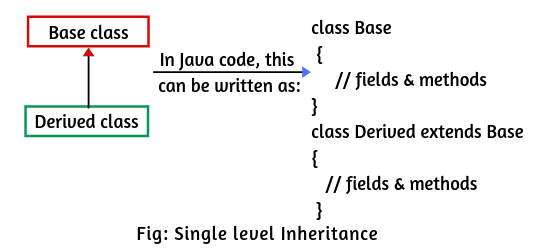 Base class
Derived class
In Java code, this
can be written as:
class Base
{
// fields & methods
}
class Derived extends Base
{
// fields & methods
}
Fig: Single level Inheritance